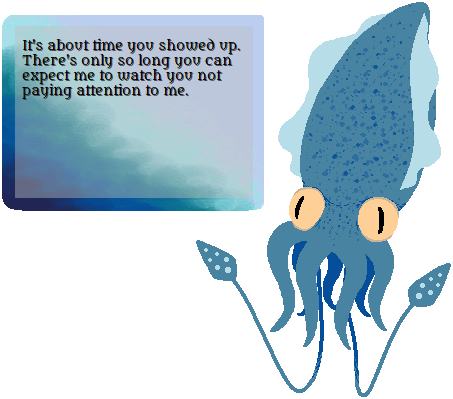 It's about time you showed up.
There's only so long you can
expect me to watch you not
paying attention to me.